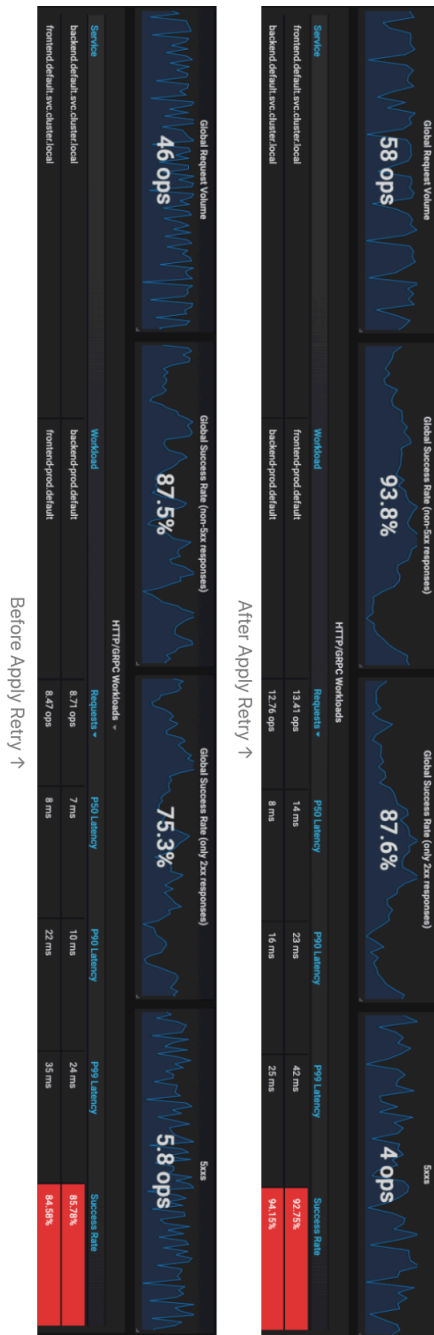 Global Request Volume Global Success Rate (non-5xx responses) Global Success Rate (only 2xx responses) 5xxs
58 ops 93.8% 87.6% 4 ops
HTTP/GRPC Workloads
Service Workload Requests ▾ P50 Latency P90 Latency P99 Latency Success Rate
frontend.default.svc.cluster.local frontend-prod.default 13.41 ops 14 ms 23 ms 42 ms 92.75%
backend.default.svc.cluster.local backend-prod.default 12.76 ops 8 ms 16 ms 25 ms 94.15%
After Apply Retry ↑
Global Request Volume Global Success Rate (non-5xx responses) Global Success Rate (only 2xx responses) 5xxs
46 ops 87.5% 75.3% 5.8 ops
HTTP/GRPC Workloads ▾
Service Workload Requests ▾ P50 Latency P90 Latency P99 Latency Success Rate
backend.default.svc.cluster.local backend-prod.default 8.71 ops 7 ms 10 ms 24 ms 85.78%
frontend.default.svc.cluster.local frontend-prod.default 8.47 ops 8 ms 22 ms 35 ms 84.58%
Before Apply Retry ↑